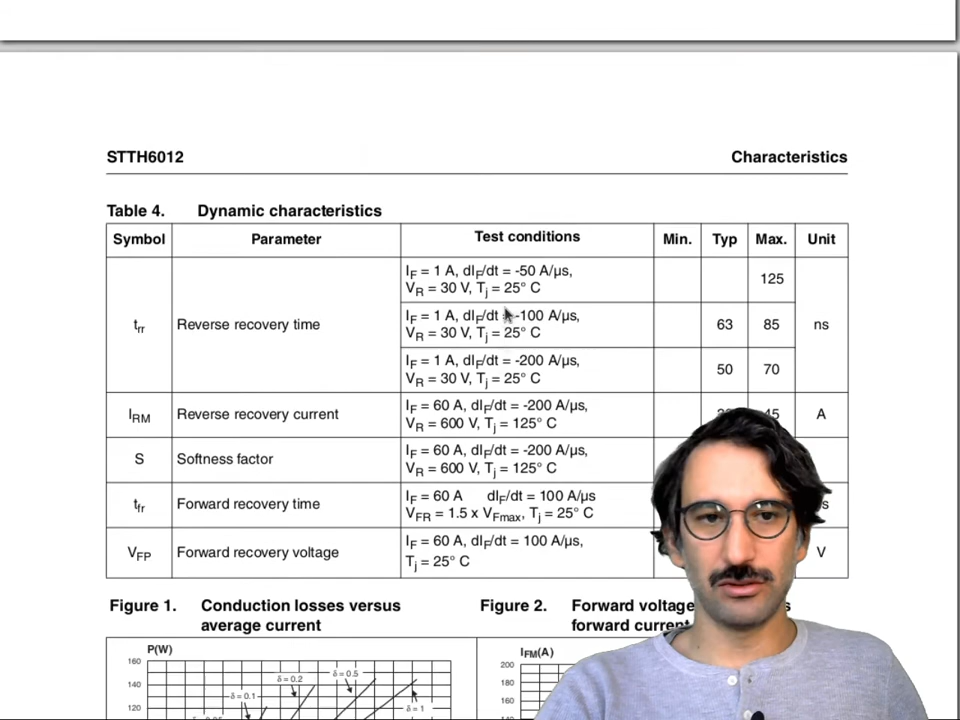 STTH6012 Characteristics
Table 4. Dynamic characteristics
Symbol Parameter Test conditions Min. Typ Max. Unit
trr Reverse recovery time IF = 1 A, dIF/dt = -50 A/µs, VR = 30 V, Tj = 25° C 125 ns
IF = 1 A, dIF/dt = -100 A/µs, VR = 30 V, Tj = 25° C 63 85
IF = 1 A, dIF/dt = -200 A/µs, VR = 30 V, Tj = 25° C 50 70
IRM Reverse recovery current IF = 60 A, dIF/dt = -200 A/µs, VR = 600 V, Tj = 125° C 45 A
S Softness factor IF = 60 A, dIF/dt = -200 A/µs, VR = 600 V, Tj = 125° C
tfr Forward recovery time IF = 60 A dIF/dt = 100 A/µs VFR = 1.5 x VFmax, Tj = 25° C
VFP Forward recovery voltage IF = 60 A, dIF/dt = 100 A/µs, Tj = 25° C V
Figure 1. Conduction losses versus average current
Figure 2. Forward voltage
forward current
P(W)
160
140
120
δ = 0.1
δ = 0.2
δ = 0.5
δ = 1
IFM(A)
200
180
160